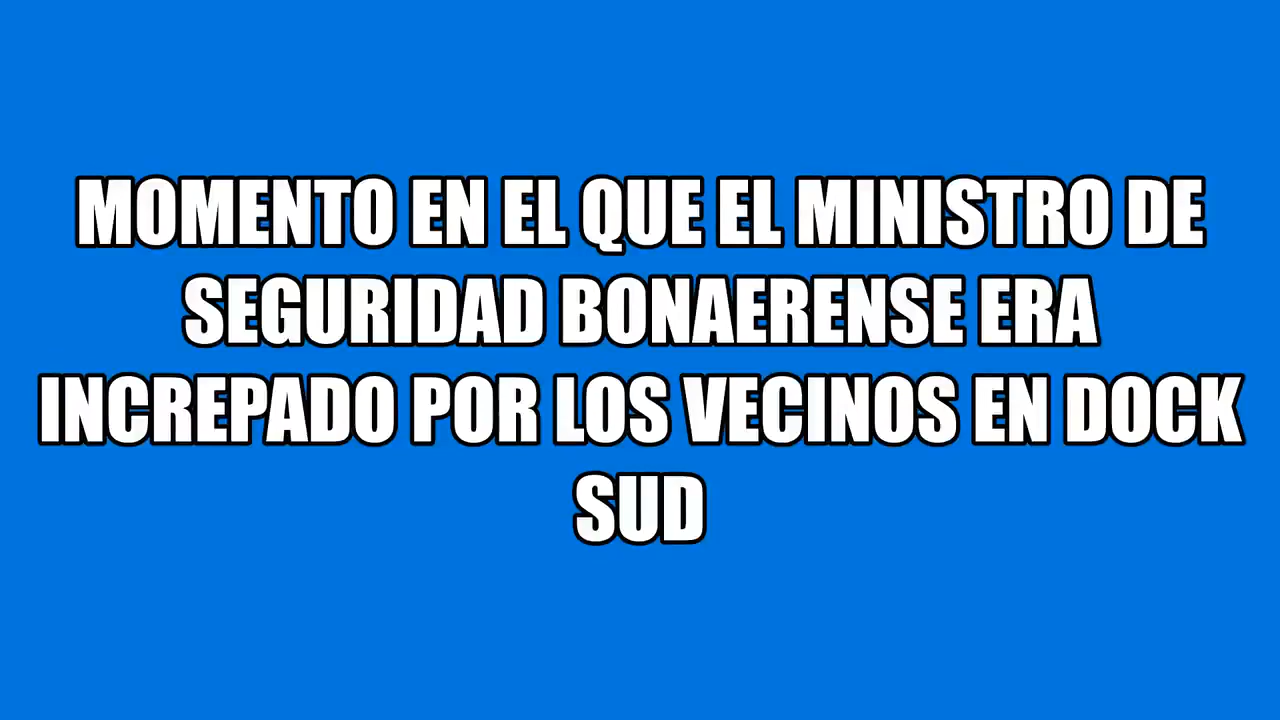 MOMENTO EN EL QUE EL MINISTRO DE
SEGURIDAD BONAERENSE ERA
INCREPADO POR LOS VECINOS EN DOCK
SUD